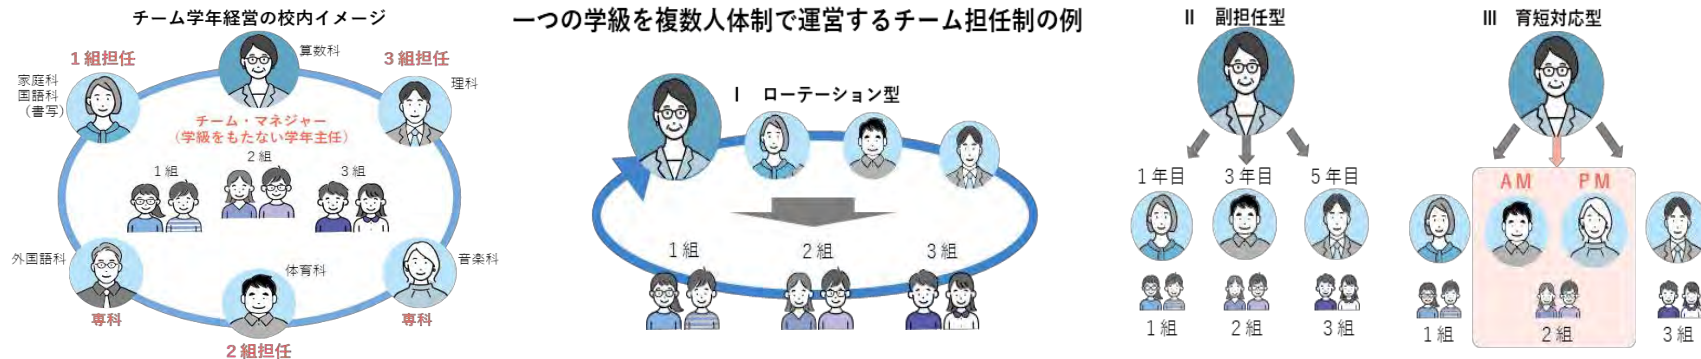 チーム学年経営の校内イメージ
1組担任
算数科
3組担任
家庭科
国語科
（書写）
理科
チーム・マネジャー
（学級をもたない学年主任）
1組
2組
3組
外国語科
体育科
音楽科
専科
専科
2組担任
一つの学級を複数人体制で運営するチーム担任制の例
Ⅰ ローテーション型
1組
2組
3組
Ⅱ 副担任型
1年目
3年目
5年目
1組
2組
3組
Ⅲ 育短対応型
AM
PM
1組
2組
3組